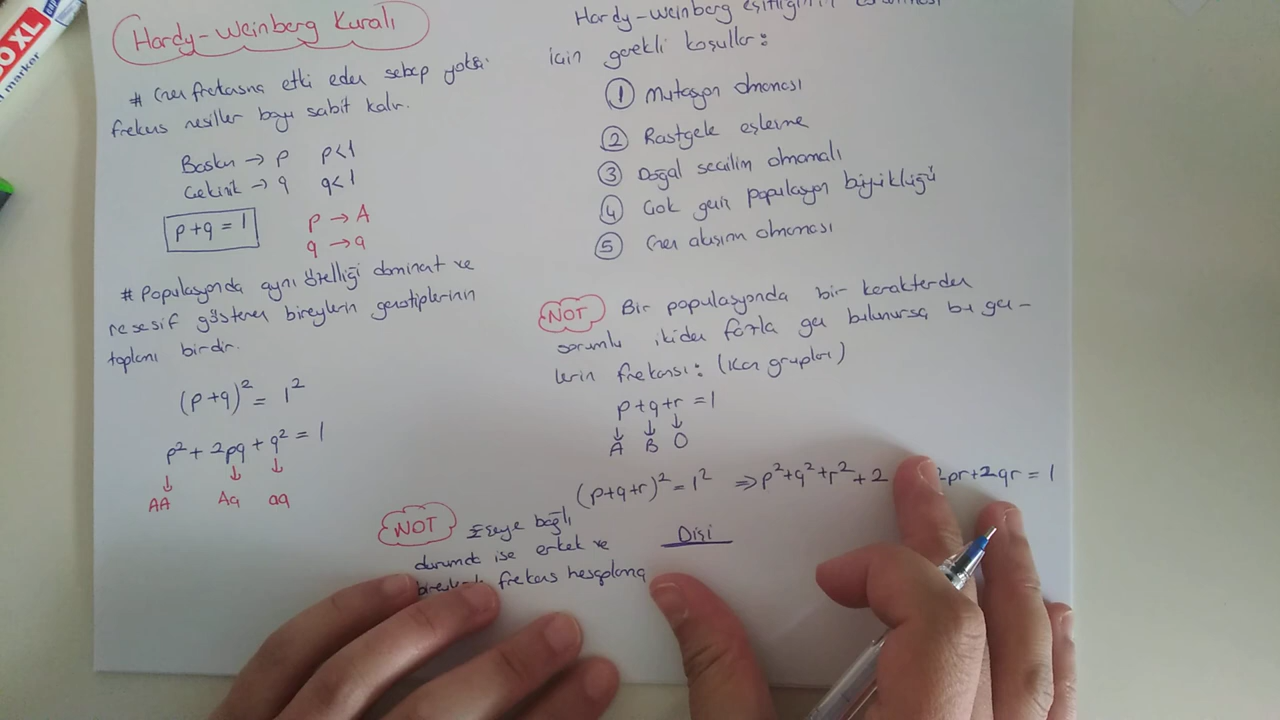 XL
marker
Hardy-Weinberg Kuralı
# Gen frekansına etki eden sebep yoksa
frekans nesiller boyu sabit kalır.
Baskın → p p<1
Çekinik → q q<1
p+q=1
p → A
q → a
# Populasyonda aynı özelliği dominant ve
resesif gösteren bireylerin genotiplerinin
toplamı birdir.
(p+q)² = 1²
p² + 2pq + q² = 1
↓ ↓ ↓
AA Aa aa
Hardy-Weinberg eşitliğinin
için gerekli koşullar:
① Mutasyon olmaması
② Rastgele eşleme
③ Doğal seçilim olmamalı
④ Çok geniş populasyon büyüklüğü
⑤ Gen akışının olmaması
NOT Bir populasyonda bir karakterden
sorumlu ikiden fazla gen bulunursa bu gen-
lerin frekansı: (Kan grupları)
p+q+r=1
↓ ↓ ↓
A B O
(p+q+r)²=1² ⇒ p²+q²+r²+2 2pr+2qr=1
NOT Eşeye bağlı
durumda ise erkek ve
frekans hesaplama
Dişi